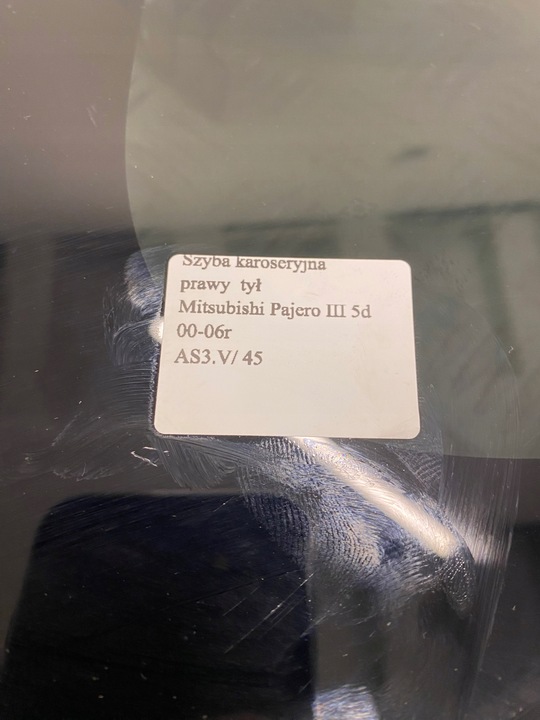 Szyba karoseryjna
prawy tył
Mitsubishi Pajero III 5d
00-06r
AS3.V/ 45